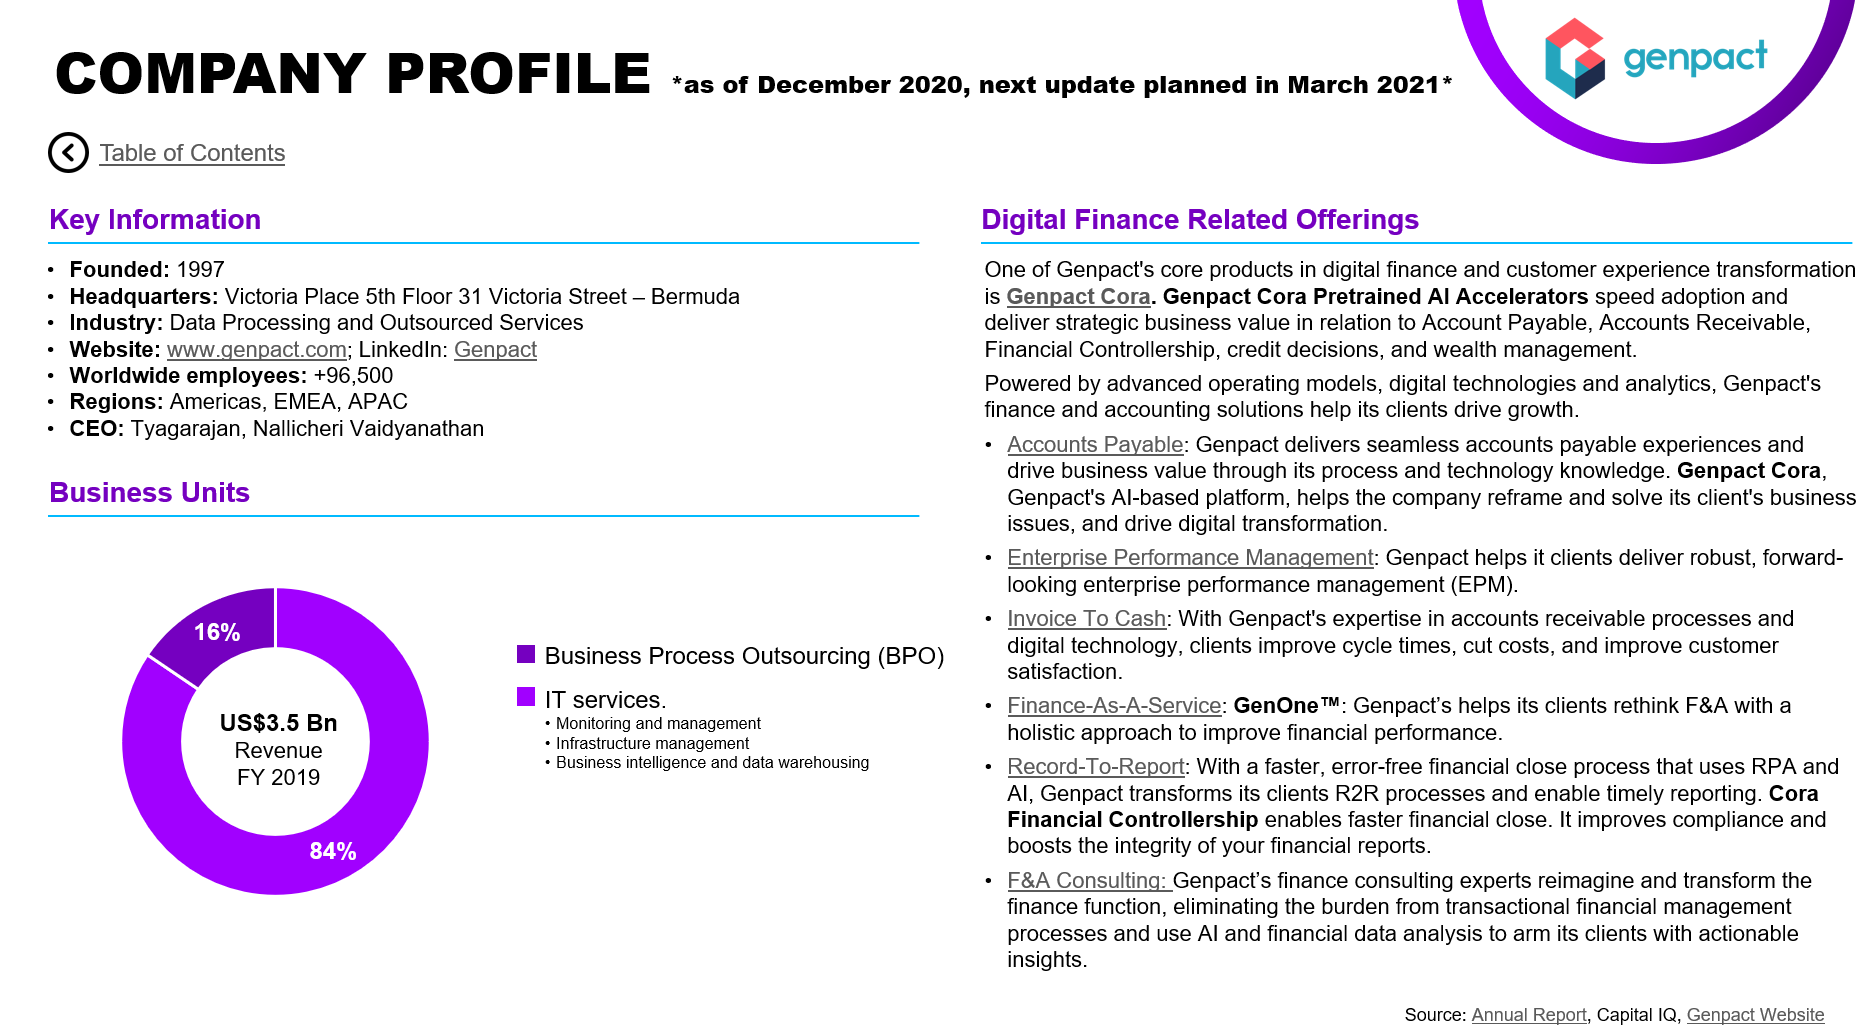 COMPANY PROFILE *as of December 2020, next update planned in March 2021*
genpact
Table of Contents
Key Information
• Founded: 1997
• Headquarters: Victoria Place 5th Floor 31 Victoria Street – Bermuda
• Industry: Data Processing and Outsourced Services
• Website: www.genpact.com; LinkedIn: Genpact
• Worldwide employees: +96,500
• Regions: Americas, EMEA, APAC
• CEO: Tyagarajan, Nallicheri Vaidyanathan
Business Units
16%
84%
US$3.5 Bn
Revenue
FY 2019
Business Process Outsourcing (BPO)
IT services.
• Monitoring and management
• Infrastructure management
• Business intelligence and data warehousing
Digital Finance Related Offerings
One of Genpact's core products in digital finance and customer experience transformation
is Genpact Cora. Genpact Cora Pretrained AI Accelerators speed adoption and
deliver strategic business value in relation to Account Payable, Accounts Receivable,
Financial Controllership, credit decisions, and wealth management.
Powered by advanced operating models, digital technologies and analytics, Genpact's
finance and accounting solutions help its clients drive growth.
• Accounts Payable: Genpact delivers seamless accounts payable experiences and
drive business value through its process and technology knowledge. Genpact Cora,
Genpact's AI-based platform, helps the company reframe and solve its client's business
issues, and drive digital transformation.
• Enterprise Performance Management: Genpact helps it clients deliver robust, forward-
looking enterprise performance management (EPM).
• Invoice To Cash: With Genpact's expertise in accounts receivable processes and
digital technology, clients improve cycle times, cut costs, and improve customer
satisfaction.
• Finance-As-A-Service: GenOne™: Genpact’s helps its clients rethink F&A with a
holistic approach to improve financial performance.
• Record-To-Report: With a faster, error-free financial close process that uses RPA and
AI, Genpact transforms its clients R2R processes and enable timely reporting. Cora
Financial Controllership enables faster financial close. It improves compliance and
boosts the integrity of your financial reports.
• F&A Consulting: Genpact’s finance consulting experts reimagine and transform the
finance function, eliminating the burden from transactional financial management
processes and use AI and financial data analysis to arm its clients with actionable
insights.
Source: Annual Report, Capital IQ, Genpact Website